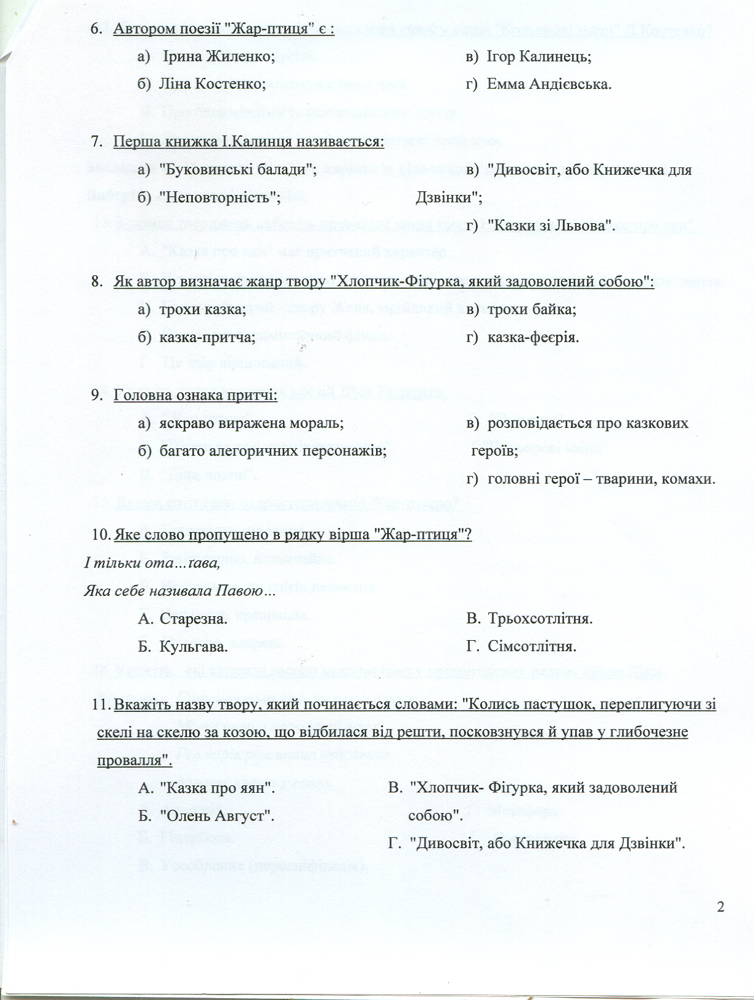 6. Автором поезії "Жар-птиця" є :
а) Ірина Жиленко;
б) Ліна Костенко;
в) Ігор Калинець;
г) Емма Андієвська.
7. Перша книжка І.Калинця називається:
а) "Буковинські балади";
б) "Неповторність";
в) "Дивосвіт, або Книжечка для
Дзвінки";
г) "Казки зі Львова".
8. Як автор визначає жанр твору "Хлопчик-Фіґурка, який задоволений собою":
а) трохи казка;
б) казка-притча;
в) трохи байка;
г) казка-феєрія.
9. Головна ознака притчі:
а) яскраво виражена мораль;
б) багато алегоричних персонажів;
в) розповідається про казкових
героїв;
г) головні герої – тварини, комахи.
10. Яке слово пропущено в рядку вірша "Жар-птиця"?
І тільки ота…ґава,
Яка себе називала Павою…
А. Старезна.
Б. Кульгава.
В. Трьохсотлітня.
Г. Сімсотлітня.
11. Вкажіть назву твору, який починається словами: "Колись пастушок, переплигуючи зі
скелі на скелю за козою, що відбилася від решти, посковзнувся й упав у глибочезне
провалля".
А. "Казка про яян".
Б. "Олень Август".
В. "Хлопчик- Фіґурка, який задоволений
собою".
Г. "Дивосвіт, або Книжечка для Дзвінки".
2